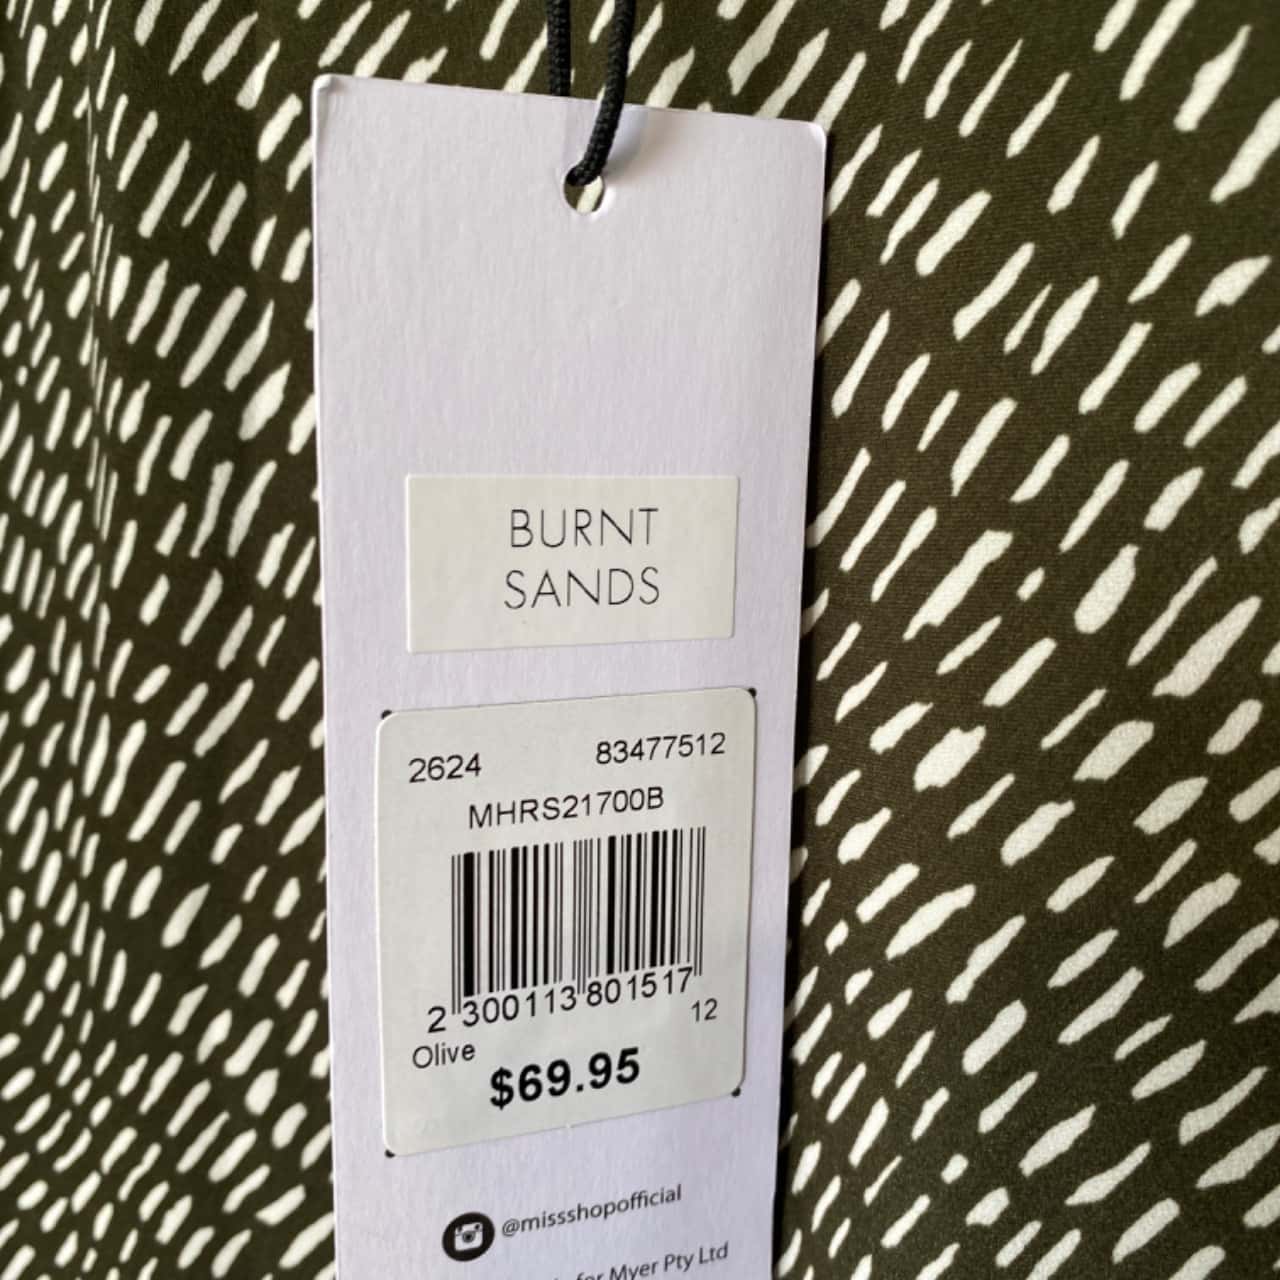 BURNT
SANDS
2624 83477512
MHRS21700B
2 300113 801517
12
Olive
$69.95
@missshopofficial
for Myer Pty Ltd